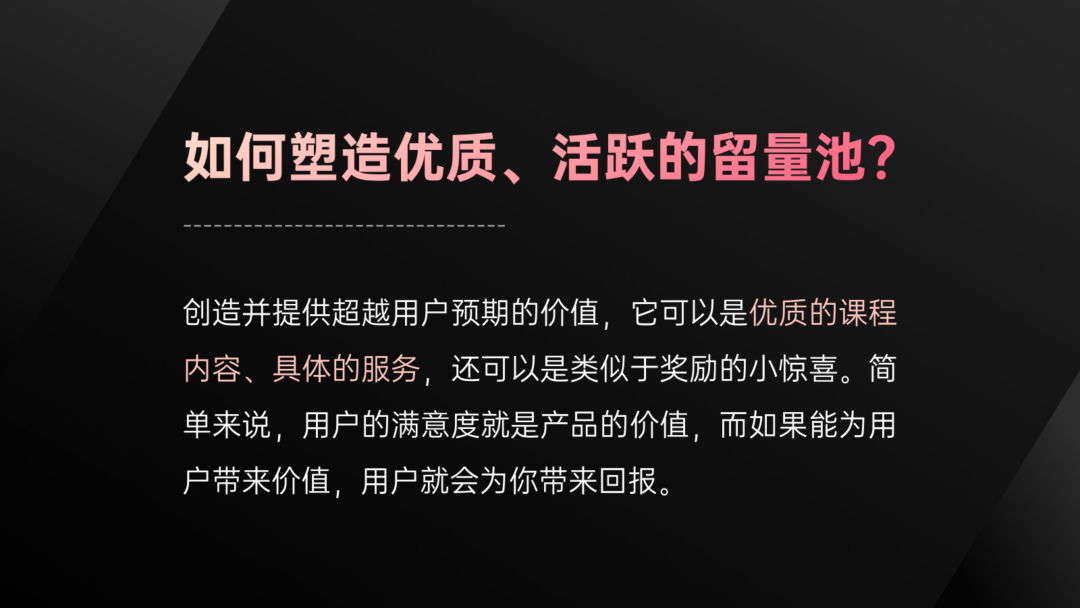 如何塑造优质、活跃的留量池?
创造并提供超越用户预期的价值，它可以是优质的课程
内容、具体的服务，还可以是类似于奖励的小惊喜。简
单来说，用户的满意度就是产品的价值，而如果能为用
户带来价值，用户就会为你带来回报。